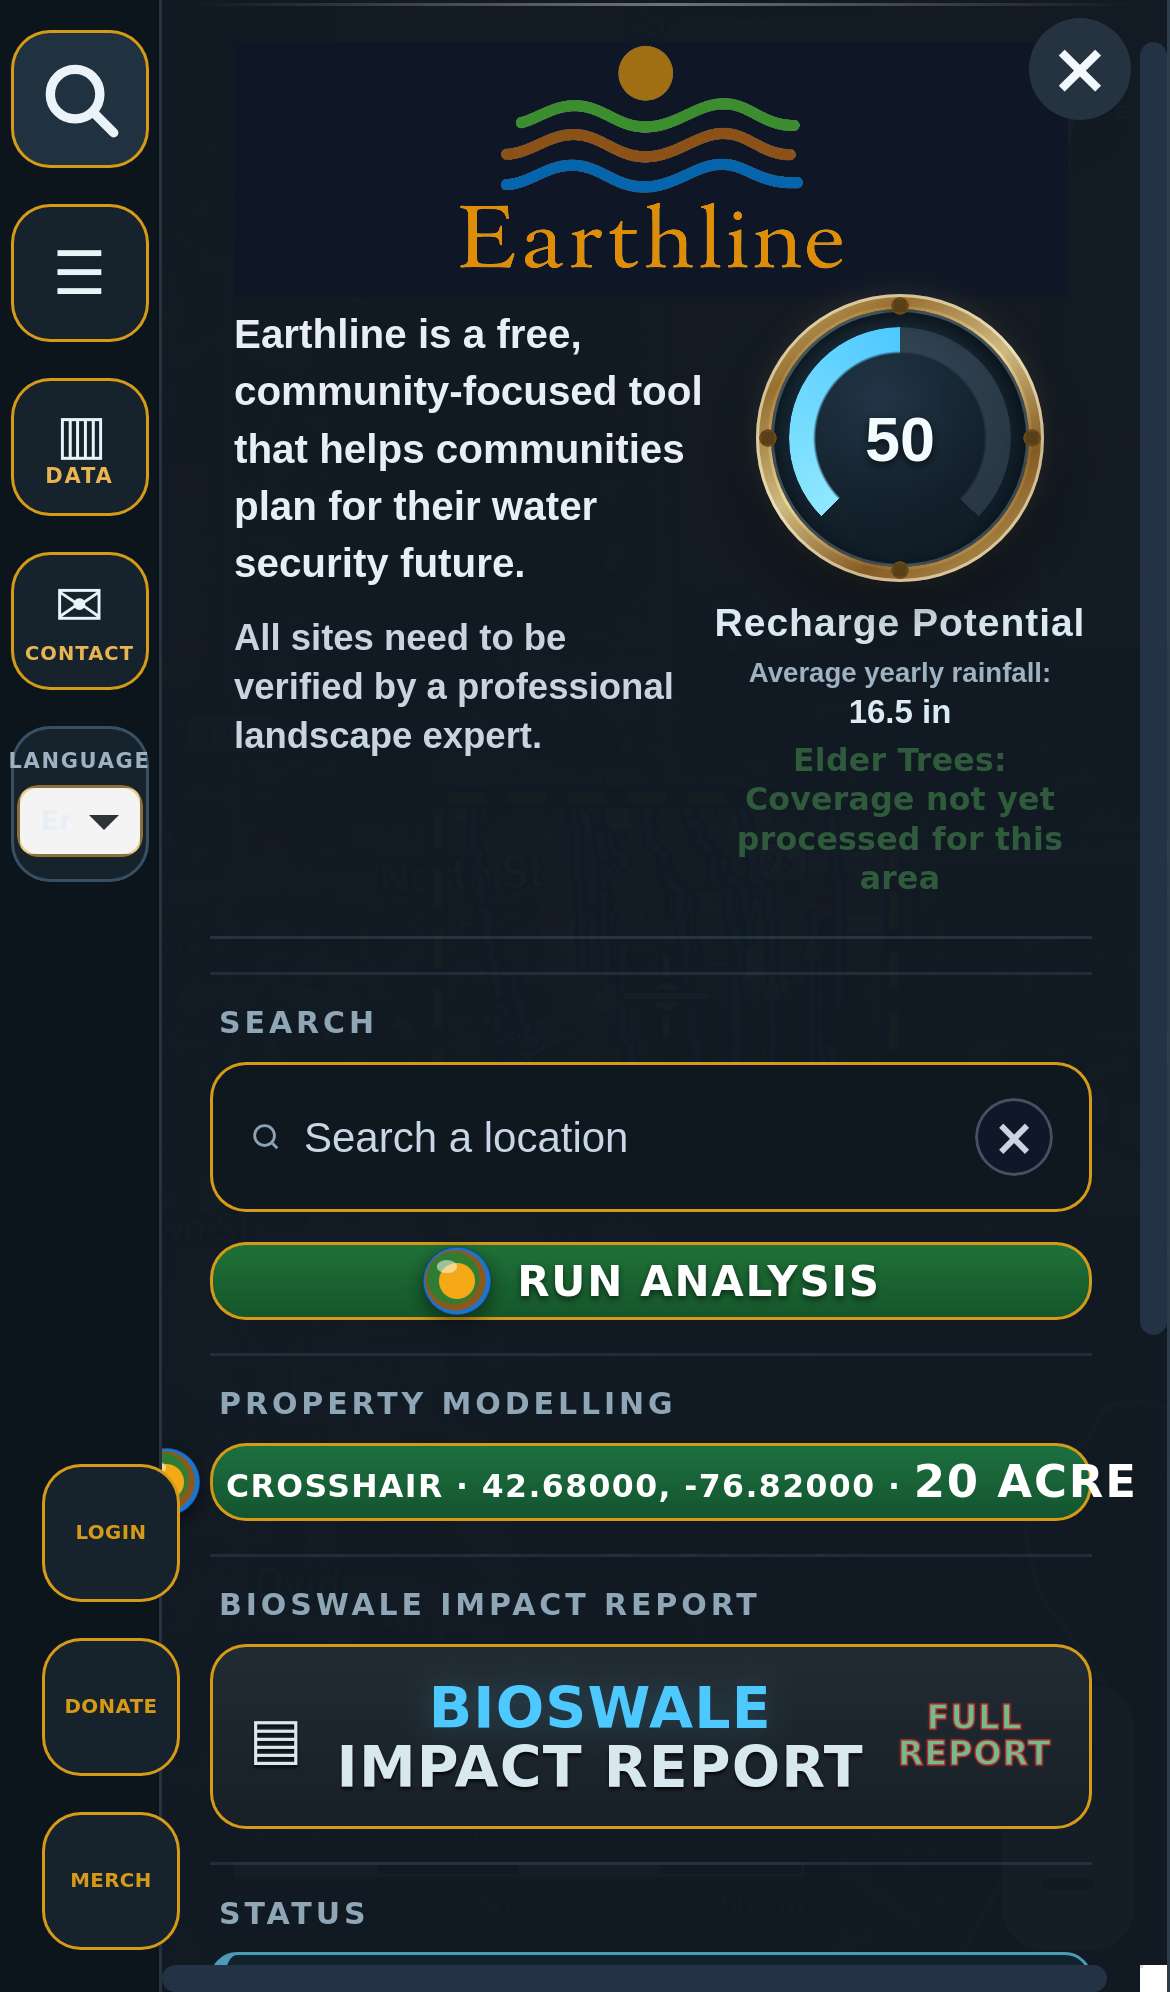 Earthline
Earthline is a free,
community-focused tool
that helps communities
plan for their water
security future.
All sites need to be
verified by a professional
landscape expert.
50
Recharge Potential
Average yearly rainfall:
16.5 in
Elder Trees:
Coverage not yet
processed for this
area
DATA
CONTACT
LANGUAGE
SEARCH
Search a location
RUN ANALYSIS
PROPERTY MODELLING
CROSSHAIR · 42.68000, -76.82000 · 20 ACRE
BIOSWALE IMPACT REPORT
BIOSWALE
IMPACT REPORT
FULL
REPORT
STATUS
LOGIN
DONATE
MERCH